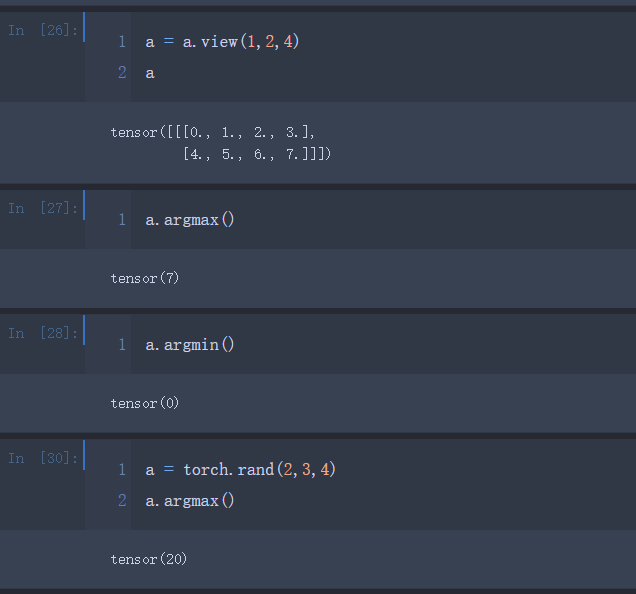 In [26]:
1 a = a.view(1,2,4)
2 a
tensor([[[0., 1., 2., 3.],
[4., 5., 6., 7.]]])
In [27]:
1 a.argmax()
tensor(7)
In [28]:
1 a.argmin()
tensor(0)
In [30]:
1 a = torch.rand(2,3,4)
2 a.argmax()
tensor(20)